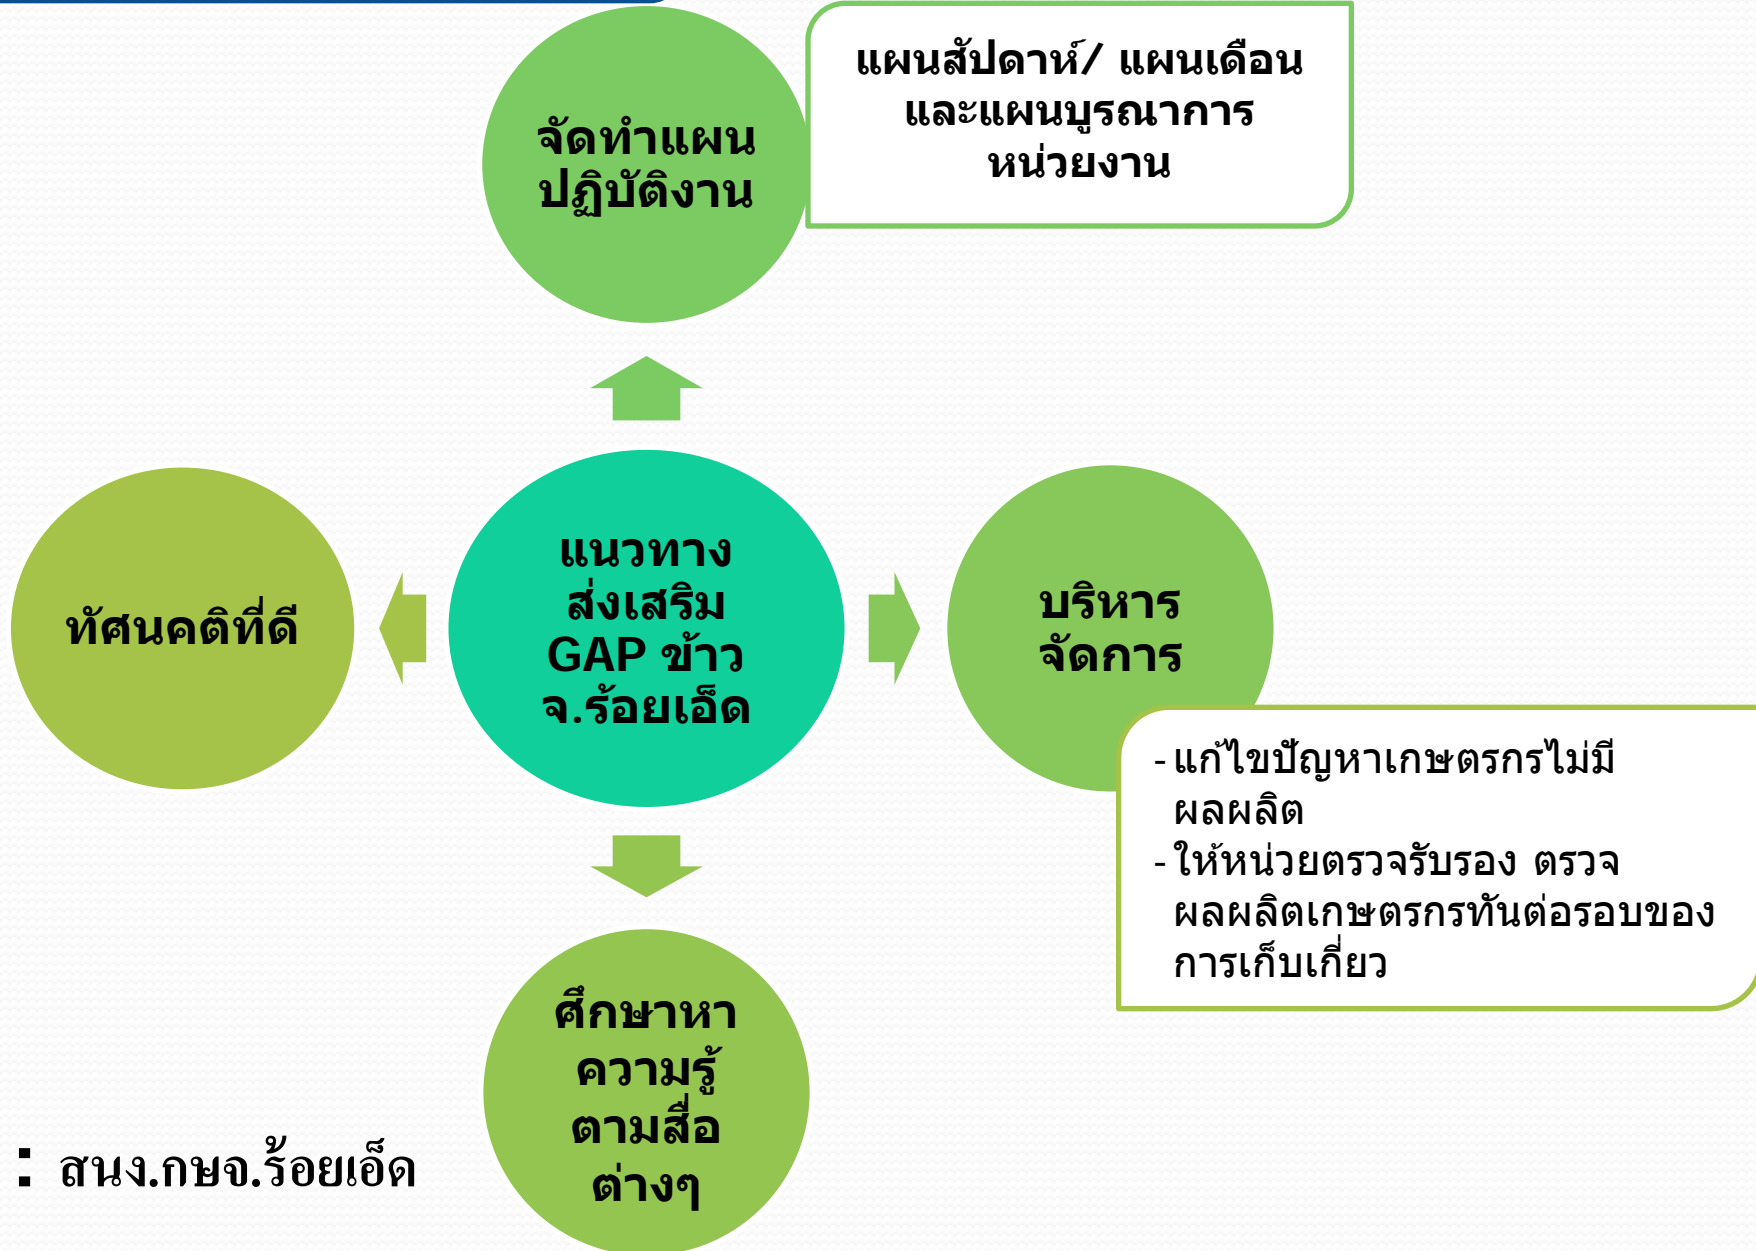 จัดทำแผน
ปฏิบัติงาน
แผนสัปดาห์/ แผนเดือน
และแผนบูรณาการ
หน่วยงาน
ทัศนคติที่ดี
แนวทาง
ส่งเสริม
GAP ข้าว
จ.ร้อยเอ็ด
บริหาร
จัดการ
-แก้ไขปัญหาเกษตรกรไม่มี
ผลผลิต
-ให้หน่วยตรวจรับรอง ตรวจ
ผลผลิตเกษตรกรทันต่อรอบของ
การเก็บเกี่ยว
ศึกษาหา
ความรู้
ตามสื่อ
ต่างๆ
: สนง.กษจ.ร้อยเอ็ด